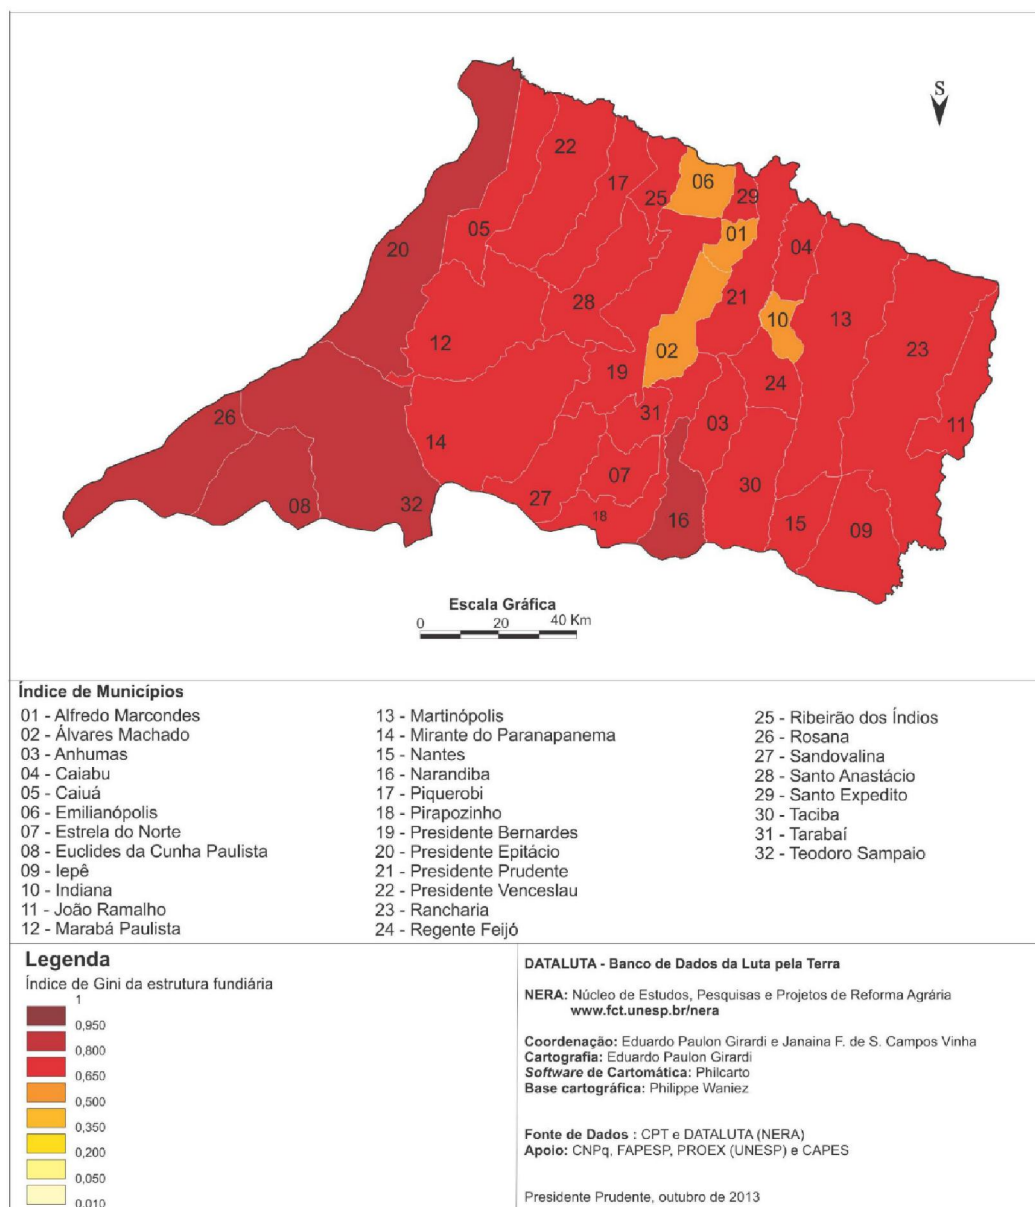 S
22
06
17
29
25
01
05
04
20
21
28
10
13
12
02
23
19
24
31
03
11
26
14
07
30
27
08
32
18
16
15
09
Escala Gráfica
0 20 40 Km
Índice de Municípios
01 - Alfredo Marcondes
02 - Álvares Machado
03 - Anhumas
04 - Caiabu
05 - Caiuá
06 - Emilianópolis
07 - Estrela do Norte
08 - Euclides da Cunha Paulista
09 - Iepê
10 - Indiana
11 - João Ramalho
12 - Marabá Paulista
13 - Martinópolis
14 - Mirante do Paranapanema
15 - Nantes
16 - Narandiba
17 - Piquerobi
18 - Pirapozinho
19 - Presidente Bernardes
20 - Presidente Epitácio
21 - Presidente Prudente
22 - Presidente Venceslau
23 - Rancharia
24 - Regente Feijó
25 - Ribeirão dos Índios
26 - Rosana
27 - Sandovalina
28 - Santo Anastácio
29 - Santo Expedito
30 - Taciba
31 - Tarabaí
32 - Teodoro Sampaio
Legenda
Índice de Gini da estrutura fundiária
1
0,950
0,800
0,650
0,500
0,350
0,200
0,050
0,010
DATALUTA - Banco de Dados da Luta pela Terra
NERA: Núcleo de Estudos, Pesquisas e Projetos de Reforma Agrária
www.fct.unesp.br/nera
Coordenação: Eduardo Paulon Girardi e Janaina F. de S. Campos Vinha
Cartografia: Eduardo Paulon Girardi
Software de Cartomática: Philcarto
Base cartográfica: Philippe Waniez
Fonte de Dados : CPT e DATALUTA (NERA)
Apoio: CNPq, FAPESP, PROEX (UNESP) e CAPES
Presidente Prudente, outubro de 2013